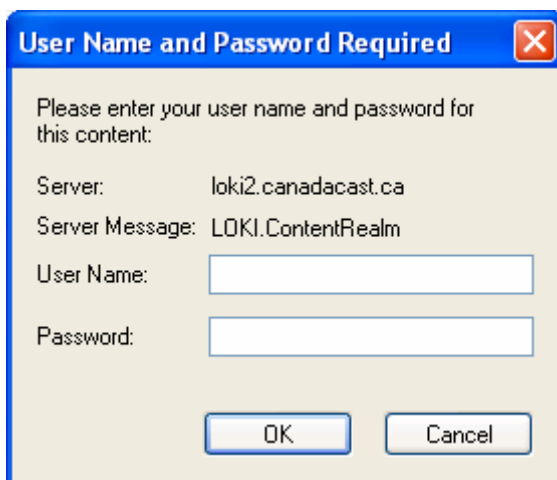 User Name and Password Required
Please enter your user name and password for
this content:
Server: loki2.canadacast.ca
Server Message: LOKI.ContentRealm
User Name:
Password:
OK Cancel